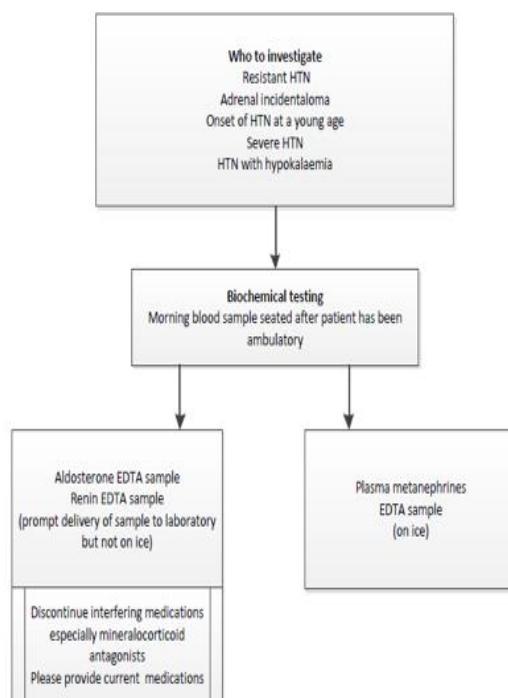 Who to investigate
Resistant HTN
Adrenal incidentaloma
Onset of HTN at a young age
Severe HTN
HTN with hypokalaemia
Biochemical testing
Morning blood sample seated after patient has been
ambulatory
Aldosterone EDTA sample
Renin EDTA sample
(prompt delivery of sample to laboratory
but not on ice)
Discontinue interfering medications
especially mineralocorticoid
antagonists
Please provide current medications
Plasma metanephrines
EDTA sample
(on ice)